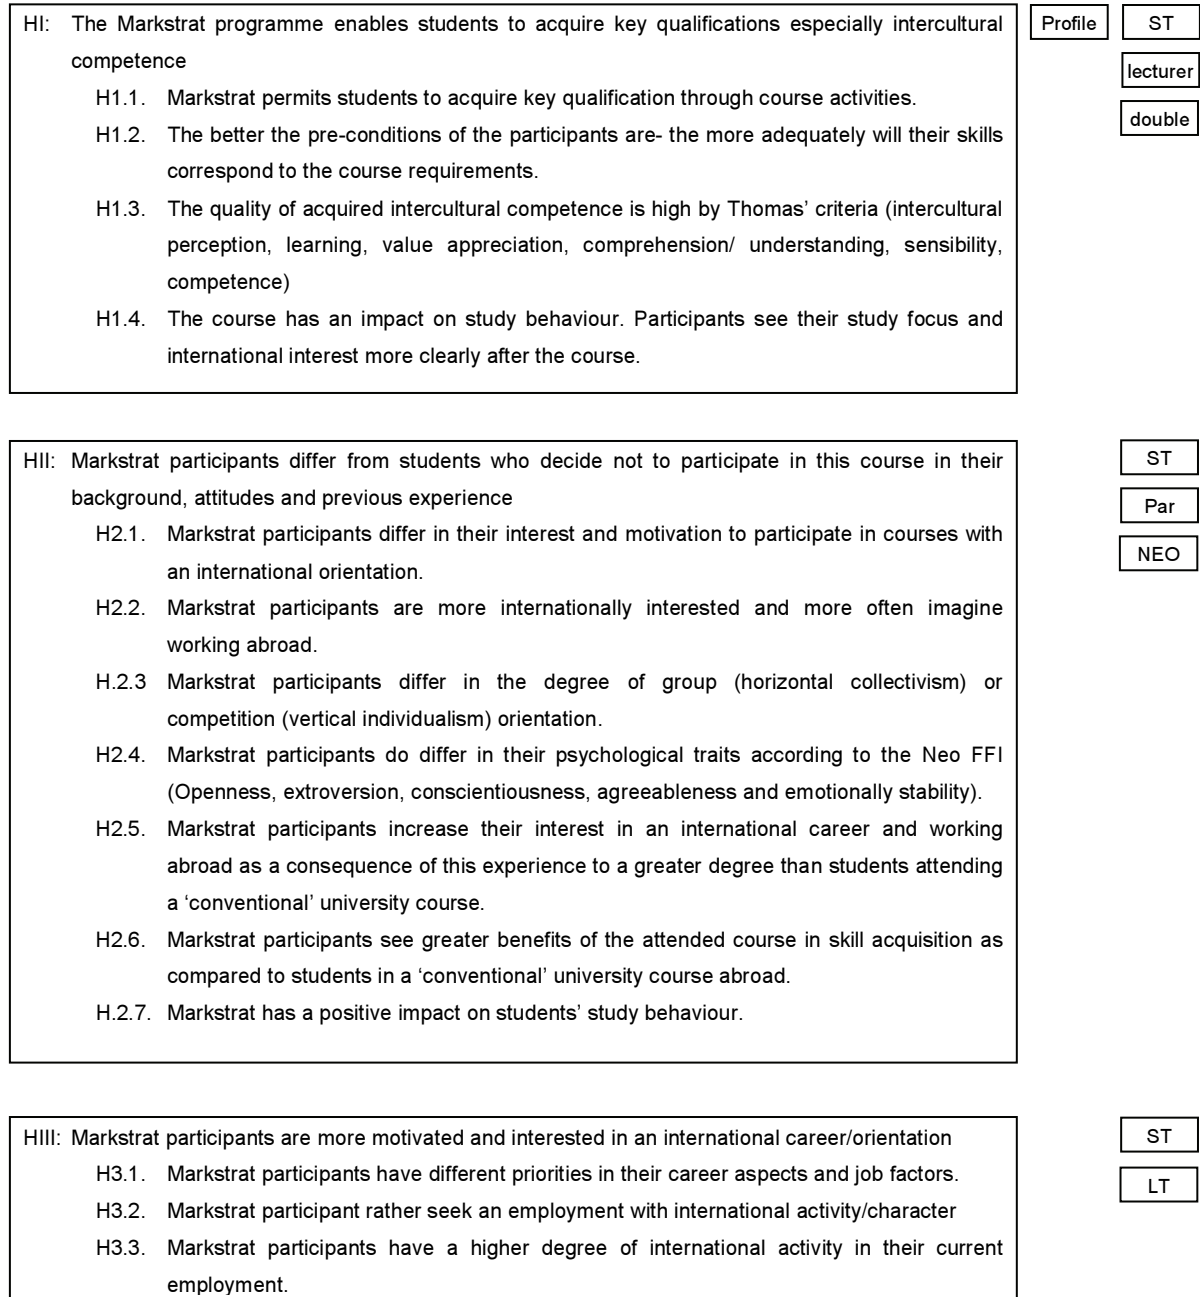 HI: The Markstrat programme enables students to acquire key qualifications especially intercultural
competence
H1.1. Markstrat permits students to acquire key qualification through course activities.
H1.2. The better the pre-conditions of the participants are- the more adequately will their skills
correspond to the course requirements.
H1.3. The quality of acquired intercultural competence is high by Thomas’ criteria (intercultural
perception, learning, value appreciation, comprehension/ understanding, sensibility,
competence)
H1.4. The course has an impact on study behaviour. Participants see their study focus and
international interest more clearly after the course.
Profile
ST
lecturer
double
HII: Markstrat participants differ from students who decide not to participate in this course in their
background, attitudes and previous experience
H2.1. Markstrat participants differ in their interest and motivation to participate in courses with
an international orientation.
H2.2. Markstrat participants are more internationally interested and more often imagine
working abroad.
H.2.3 Markstrat participants differ in the degree of group (horizontal collectivism) or
competition (vertical individualism) orientation.
H2.4. Markstrat participants do differ in their psychological traits according to the Neo FFI
(Openness, extroversion, conscientiousness, agreeableness and emotionally stability).
H2.5. Markstrat participants increase their interest in an international career and working
abroad as a consequence of this experience to a greater degree than students attending
a ‘conventional’ university course.
H2.6. Markstrat participants see greater benefits of the attended course in skill acquisition as
compared to students in a ‘conventional’ university course abroad.
H.2.7. Markstrat has a positive impact on students’ study behaviour.
ST
Par
NEO
HIII: Markstrat participants are more motivated and interested in an international career/orientation
H3.1. Markstrat participants have different priorities in their career aspects and job factors.
H3.2. Markstrat participant rather seek an employment with international activity/character
H3.3. Markstrat participants have a higher degree of international activity in their current
employment.
ST
LT